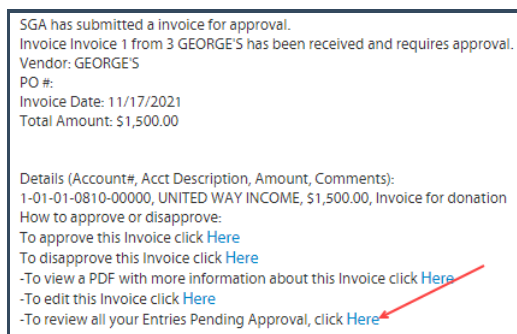 SGA has submitted a invoice for approval.
Invoice Invoice 1 from 3 GEORGE'S has been received and requires approval.
Vendor: GEORGE'S
PO #:
Invoice Date: 11/17/2021
Total Amount: $1,500.00
Details (Account#, Acct Description, Amount, Comments):
1-01-01-0810-00000, UNITED WAY INCOME, $1,500.00, Invoice for donation
How to approve or disapprove:
To approve this Invoice click Here
To disapprove this Invoice click Here
-To view a PDF with more information about this Invoice click Here
-To edit this Invoice click Here
-To review all your Entries Pending Approval, click Here